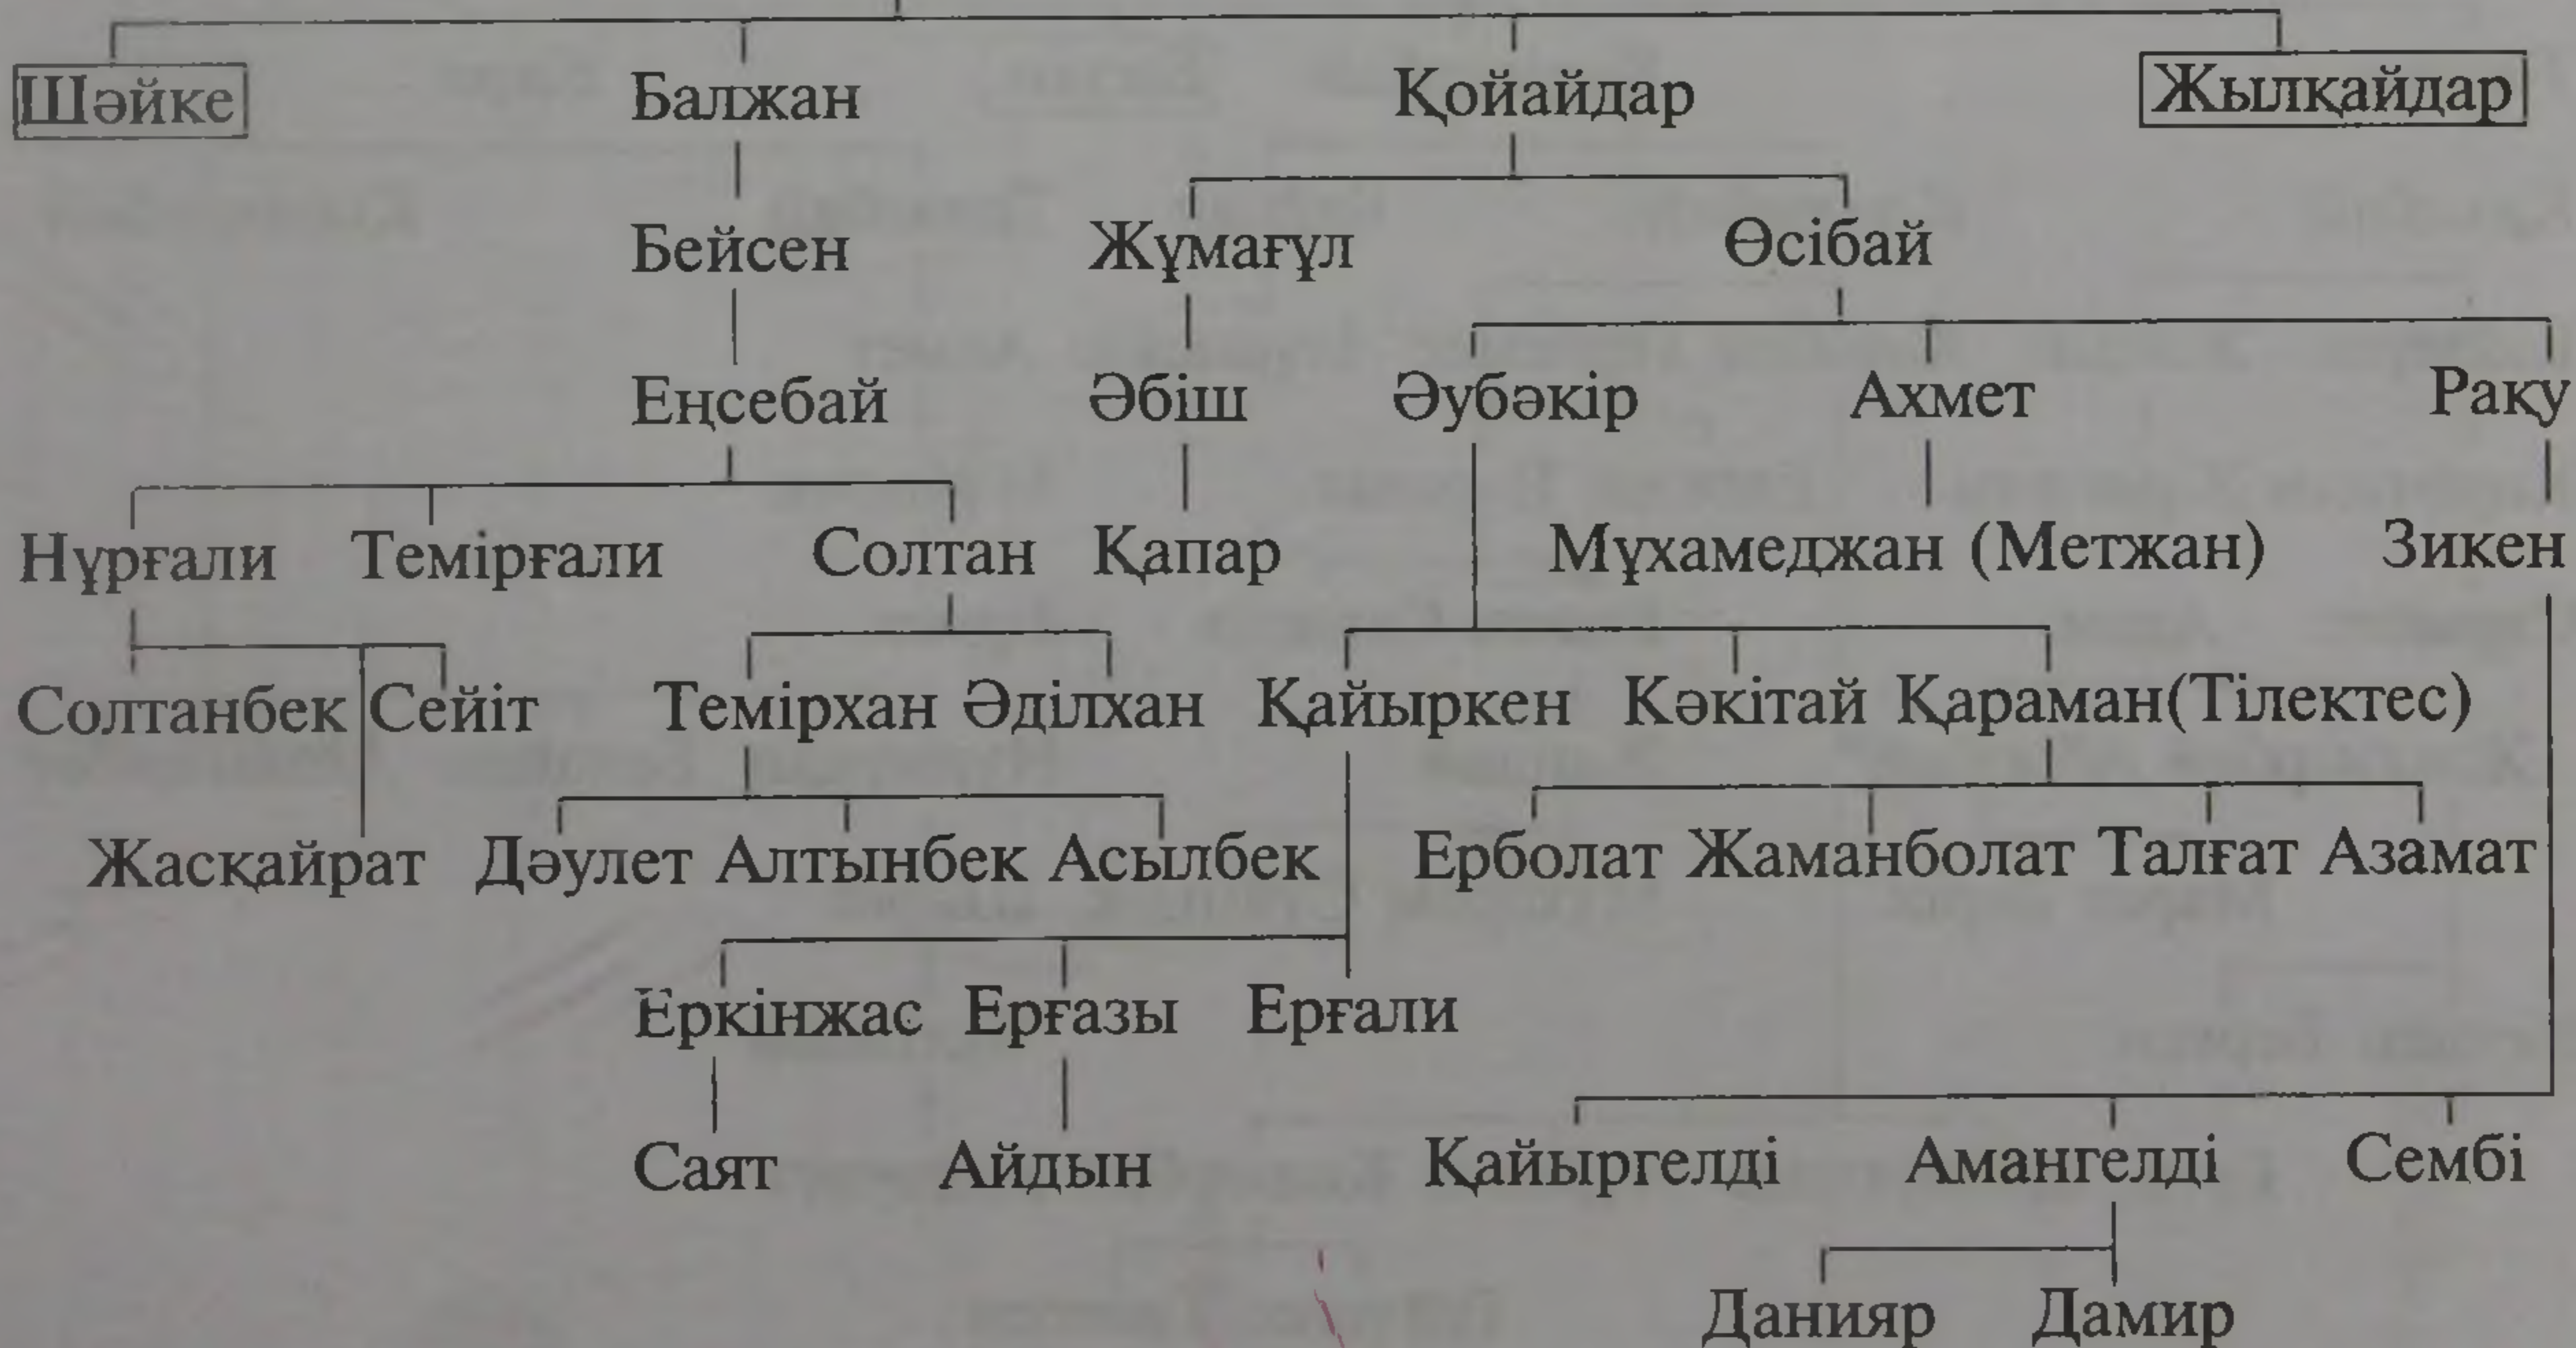 Шәйке Балжан Қойайдар Жылқайдар
Бейсен Жұмағұл Өсібай
Еңсебай Әбіш Әубәкір Ахмет Рақу
Нұрғали Темірғали Солтан Қапар Мұхамеджан (Метжан) Зикен
Солтанбек Сейіт Темірхан Әділхан Қайыркен Кәкітай Қараман(Тілектес)
Жасқайрат Дәулет Алтынбек Асылбек Ерболат Жаманболат Талғат Азамат
Еркінжас Ерғазы Ерғали
Саят Айдын Қайыргелді Амангелді Сембі
Данияр Дамир